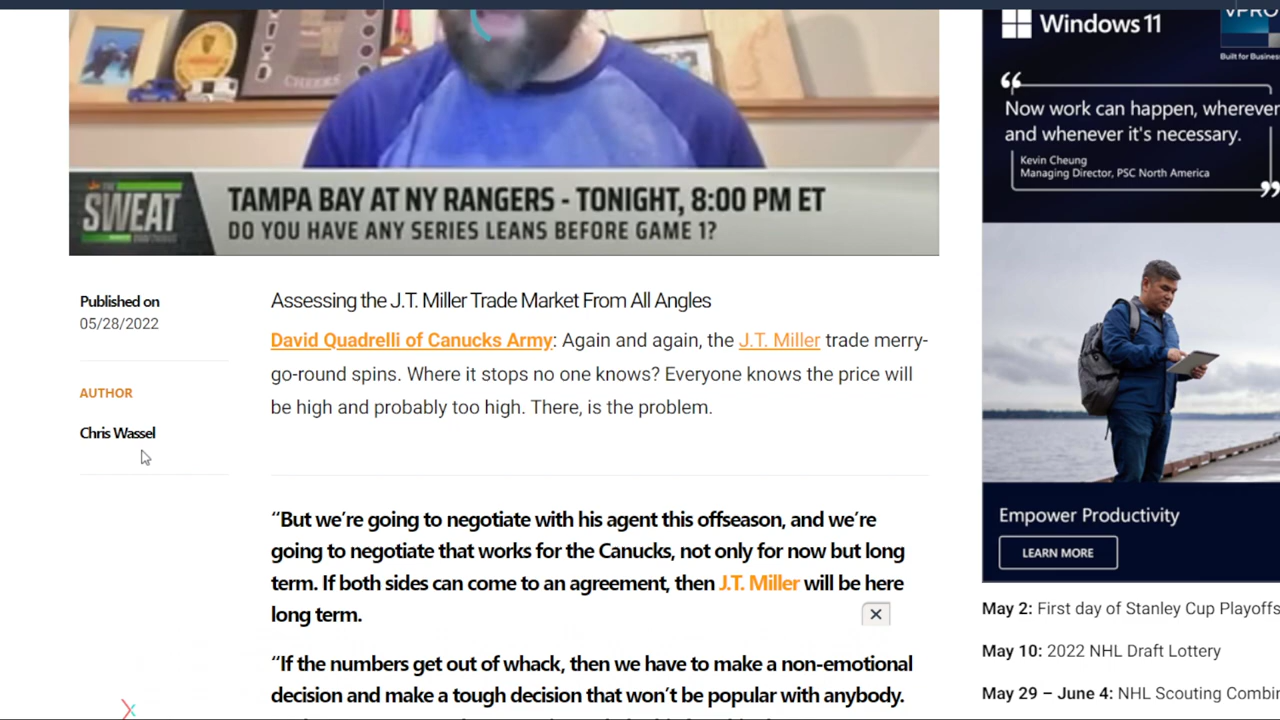 CHEERS
THE
SWEAT
TAMPA BAY AT NY RANGERS - TONIGHT, 8:00 PM ET
DO YOU HAVE ANY SERIES LEANS BEFORE GAME 1?
Published on
05/28/2022
AUTHOR
Chris Wassel
Assessing the J.T. Miller Trade Market From All Angles
David Quadrelli of Canucks Army: Again and again, the J.T. Miller trade merry-
go-round spins. Where it stops no one knows? Everyone knows the price will
be high and probably too high. There, is the problem.
“But we’re going to negotiate with his agent this offseason, and we’re
going to negotiate that works for the Canucks, not only for now but long
term. If both sides can come to an agreement, then J.T. Miller will be here
long term.
“If the numbers get out of whack, then we have to make a non-emotional
decision and make a tough decision that won’t be popular with anybody.
Windows 11
VPRO
Built for Business
“
Now work can happen, wherever
and whenever it's necessary.
Kevin Cheung
Managing Director, PSC North America
”
Empower Productivity
LEARN MORE
May 2: First day of Stanley Cup Playoffs
May 10: 2022 NHL Draft Lottery
May 29 – June 4: NHL Scouting Combin